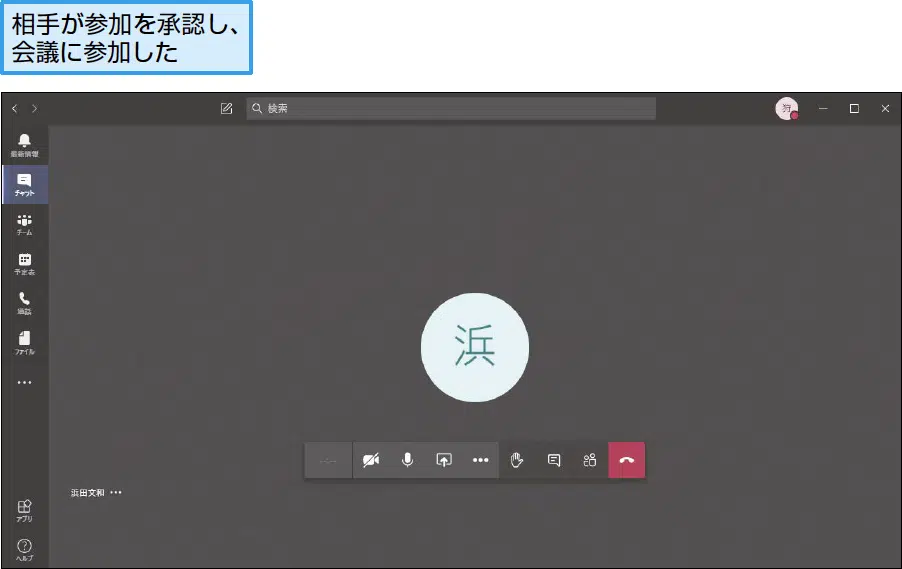 相手が参加を承認し、
会議に参加した
検索
狩
最新情報
チャット
チーム
予定表
通話
ファイル
浜
--:--
浜田文和
アプリ
ヘルプ